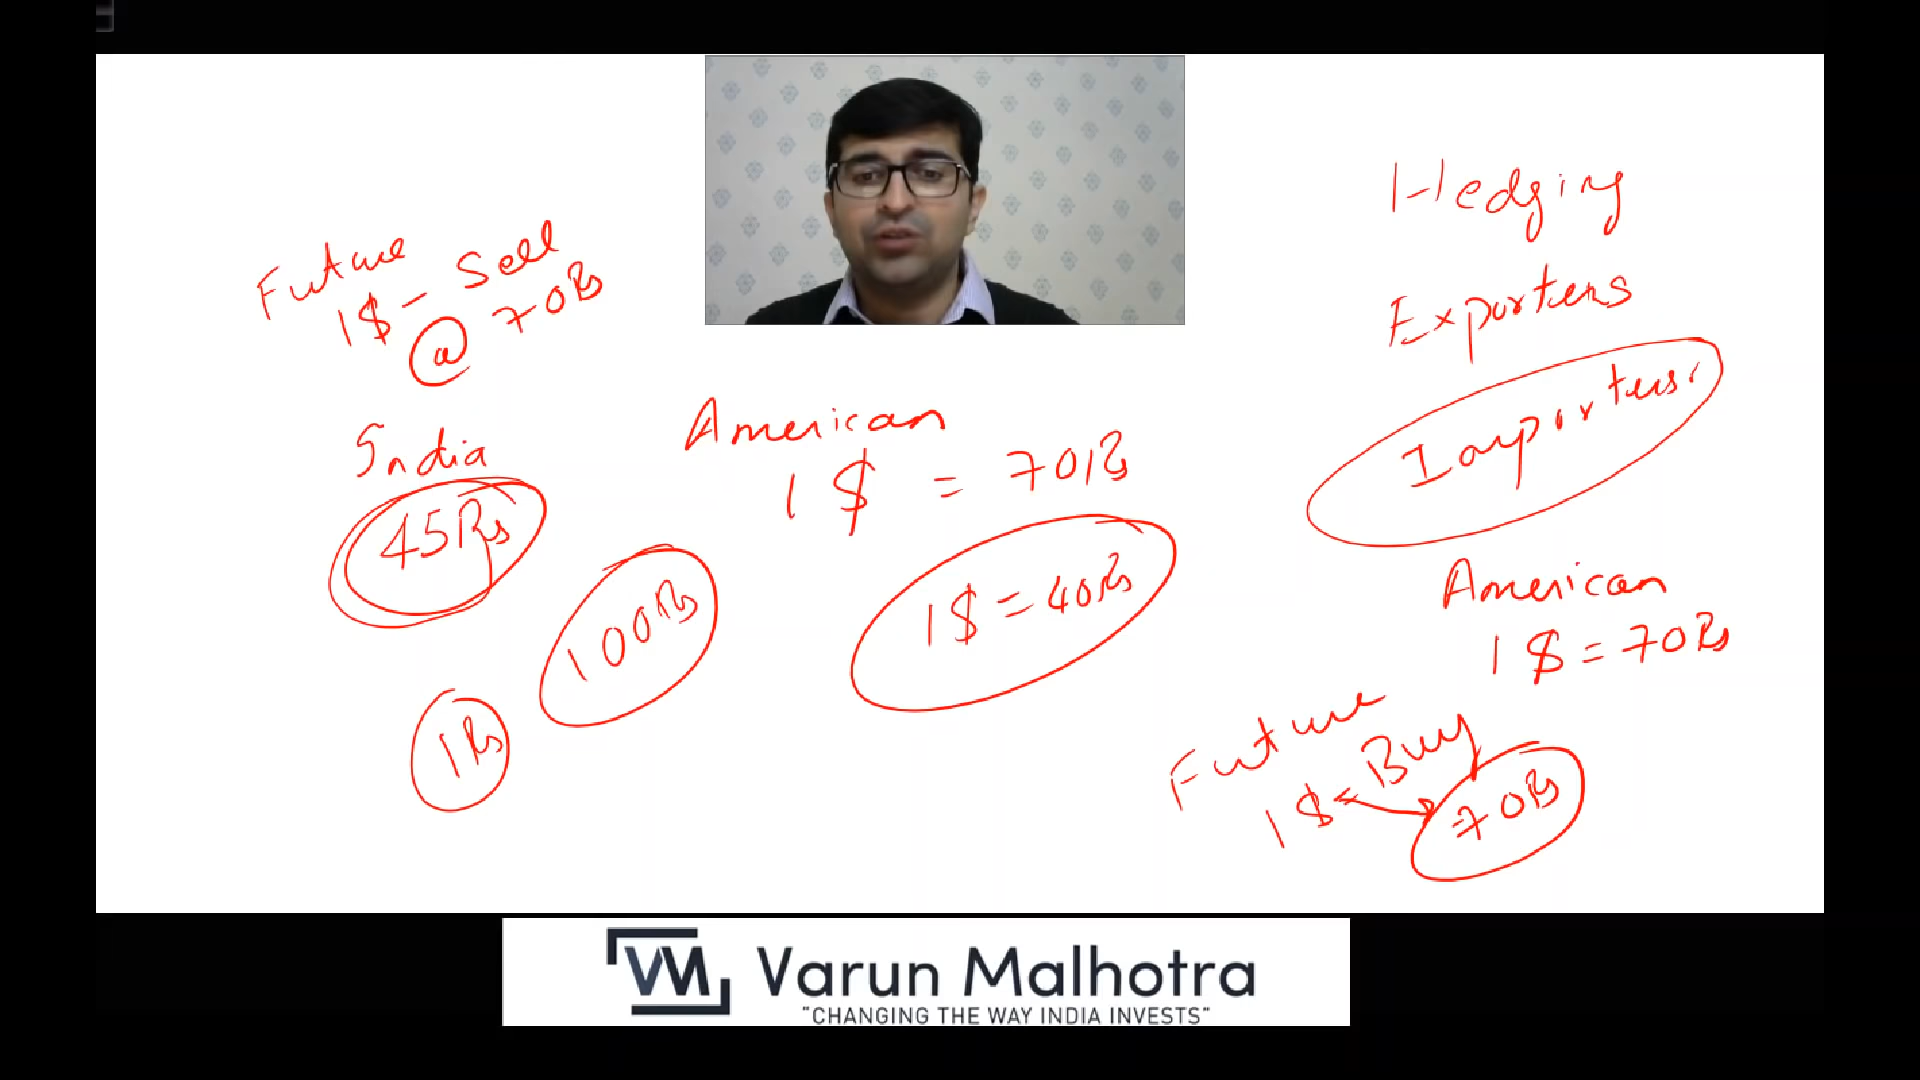 Hedging
Exporters
Importers.
Future
1$ - Sell
@ 70Rs
India
45Rs
100Rs
1Rs
American
1 $ = 70Rs
1$ = 40Rs
American
1 $ = 70Rs
Future
1$ Buy
70Rs
VM Varun Malhotra
"CHANGING THE WAY INDIA INVESTS"